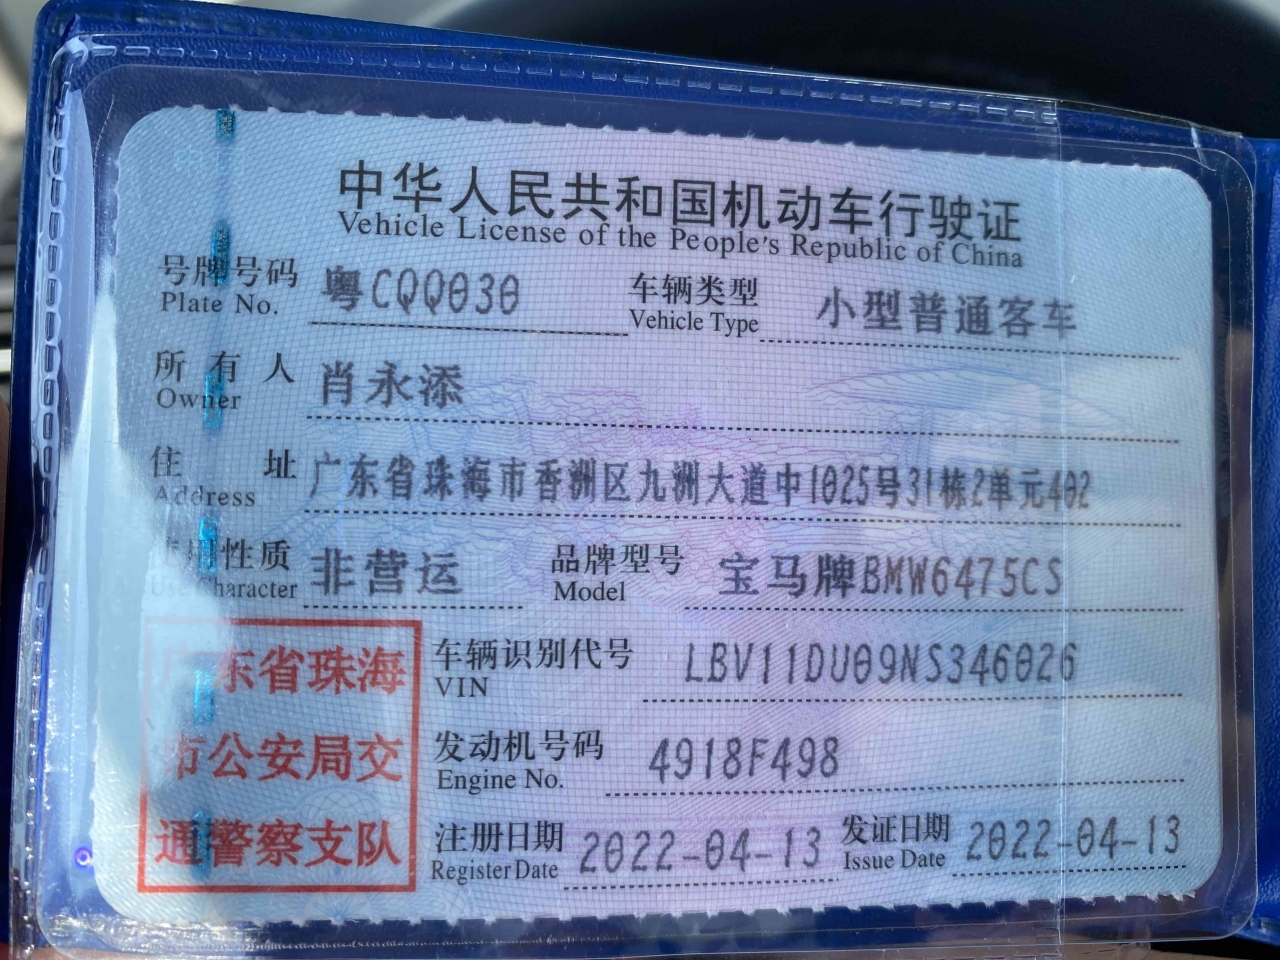 中华人民共和国机动车行驶证
Vehicle License of the People's Republic of China
号牌号码 粤CQQ030 车辆类型 小型普通客车
Plate No. Vehicle Type
所有人 肖永添
Owner
住址 广东省珠海市香洲区九洲大道中1025号31栋2单元402
Address
使用性质 非营运 品牌型号 宝马牌BMW6475CS
Use Character Model
广东省珠海
市公安局交
通警察支队
车辆识别代号 LBV11DU09NS346026
VIN
发动机号码 4918F498
Engine No.
注册日期 2022-04-13 发证日期 2022-04-13
Register Date Issue Date